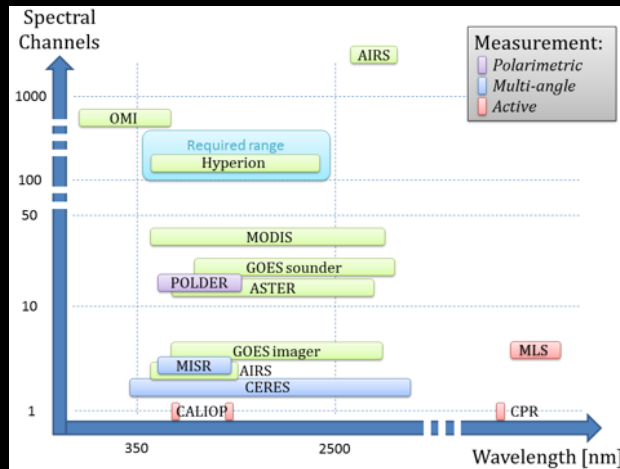 Spectral
Channels
Measurement:
Polarimetric
Multi-angle
Active
AIRS
1000
OMI
Required range
Hyperion
100
50
MODIS
GOES sounder
POLDER
ASTER
10
GOES imager
MLS
MISR
AIRS
CERES
1
CALIOP
CPR
350
2500
Wavelength [nm]